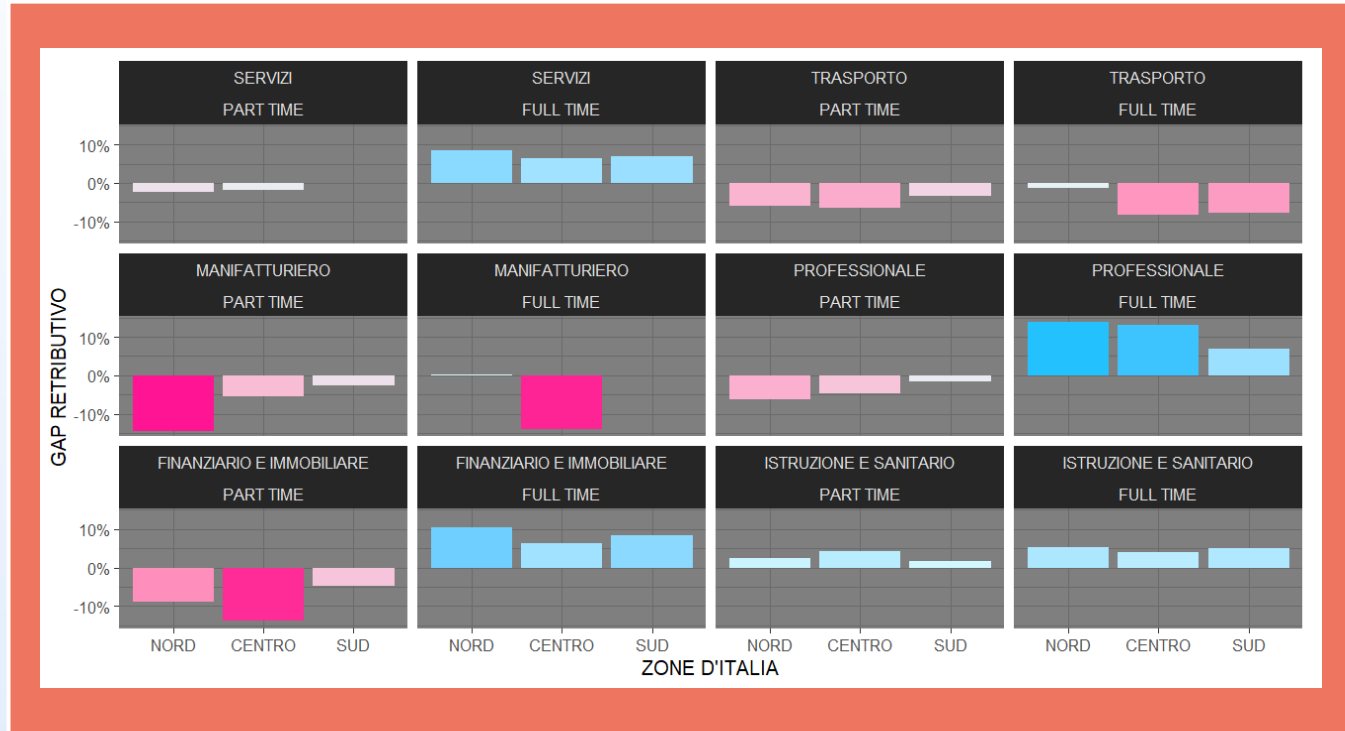 SERVIZI
PART TIME
SERVIZI
FULL TIME
TRASPORTO
PART TIME
TRASPORTO
FULL TIME
10%
0%
-10%
MANIFATTURIERO
PART TIME
MANIFATTURIERO
FULL TIME
PROFESSIONALE
PART TIME
PROFESSIONALE
FULL TIME
GAP RETRIBUTIVO
10%
0%
-10%
FINANZIARIO E IMMOBILIARE
PART TIME
FINANZIARIO E IMMOBILIARE
FULL TIME
ISTRUZIONE E SANITARIO
PART TIME
ISTRUZIONE E SANITARIO
FULL TIME
10%
0%
-10%
NORD CENTRO SUD NORD CENTRO SUD NORD CENTRO SUD NORD CENTRO SUD
ZONE D'ITALIA